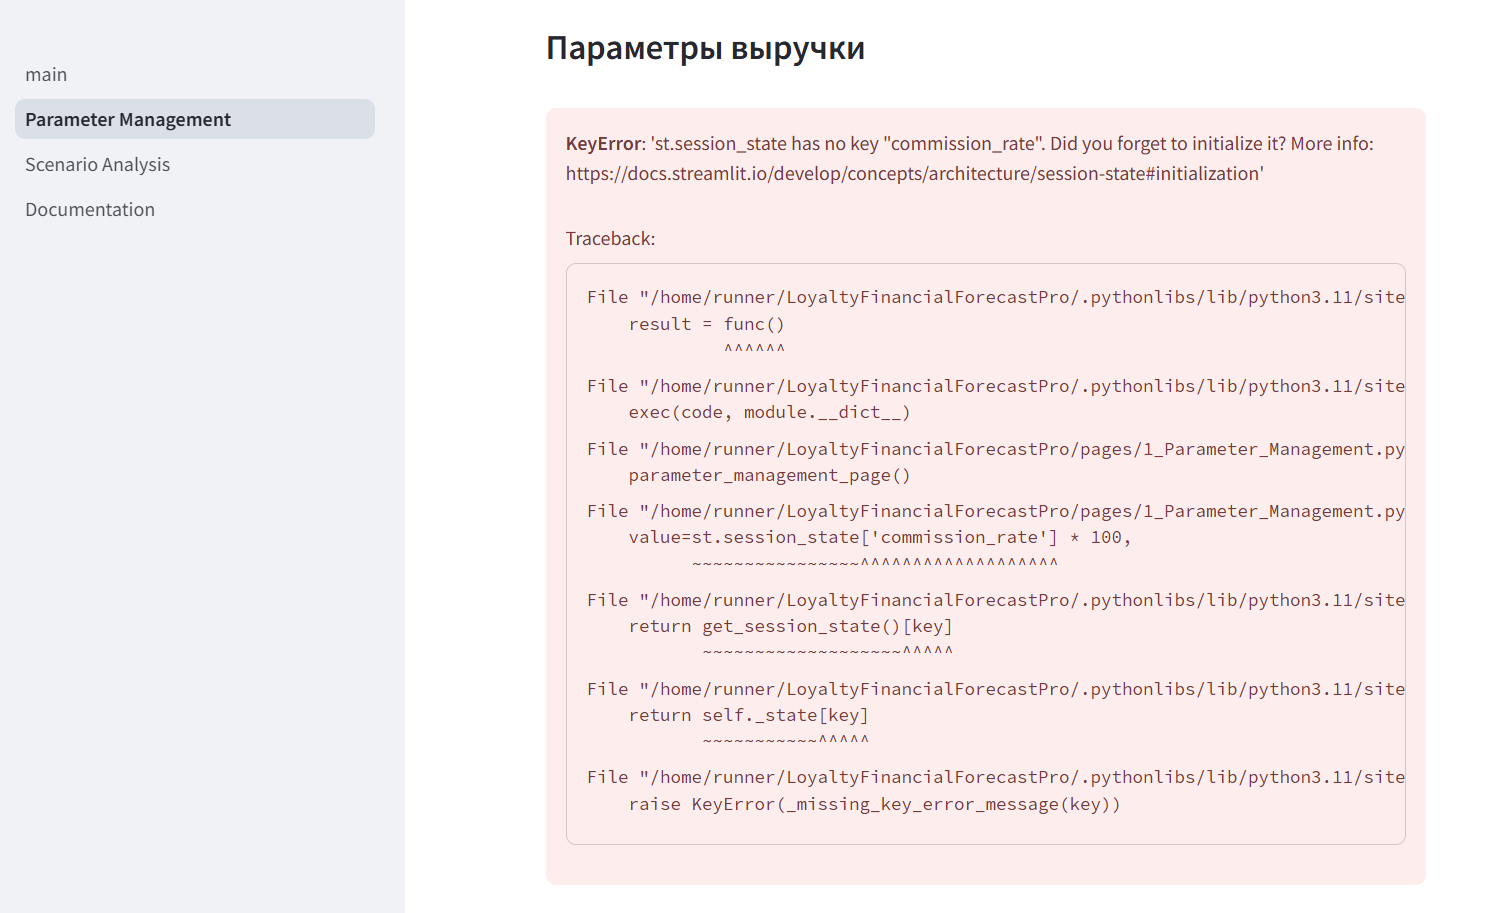 main
Parameter Management
Scenario Analysis
Documentation
Параметры выручки
KeyError: 'st.session_state has no key "commission_rate". Did you forget to initialize it? More info:
https://docs.streamlit.io/develop/concepts/architecture/session-state#initialization'
Traceback:
File "/home/runner/LoyaltyFinancialForecastPro/.pythonlibs/lib/python3.11/site
result = func()
^^^^^^
File "/home/runner/LoyaltyFinancialForecastPro/.pythonlibs/lib/python3.11/site
exec(code, module.__dict__)
File "/home/runner/LoyaltyFinancialForecastPro/pages/1_Parameter_Management.py
parameter_management_page()
File "/home/runner/LoyaltyFinancialForecastPro/pages/1_Parameter_Management.py
value=st.session_state['commission_rate'] * 100,
~~~~~~~~~~~~~~~~^^^^^^^^^^^^^^^^^^^
File "/home/runner/LoyaltyFinancialForecastPro/.pythonlibs/lib/python3.11/site
return get_session_state()[key]
~~~~~~~~~~~~~~~~~~~^^^^^
File "/home/runner/LoyaltyFinancialForecastPro/.pythonlibs/lib/python3.11/site
return self._state[key]
~~~~~~~~~~~^^^^^
File "/home/runner/LoyaltyFinancialForecastPro/.pythonlibs/lib/python3.11/site
raise KeyError(_missing_key_error_message(key))